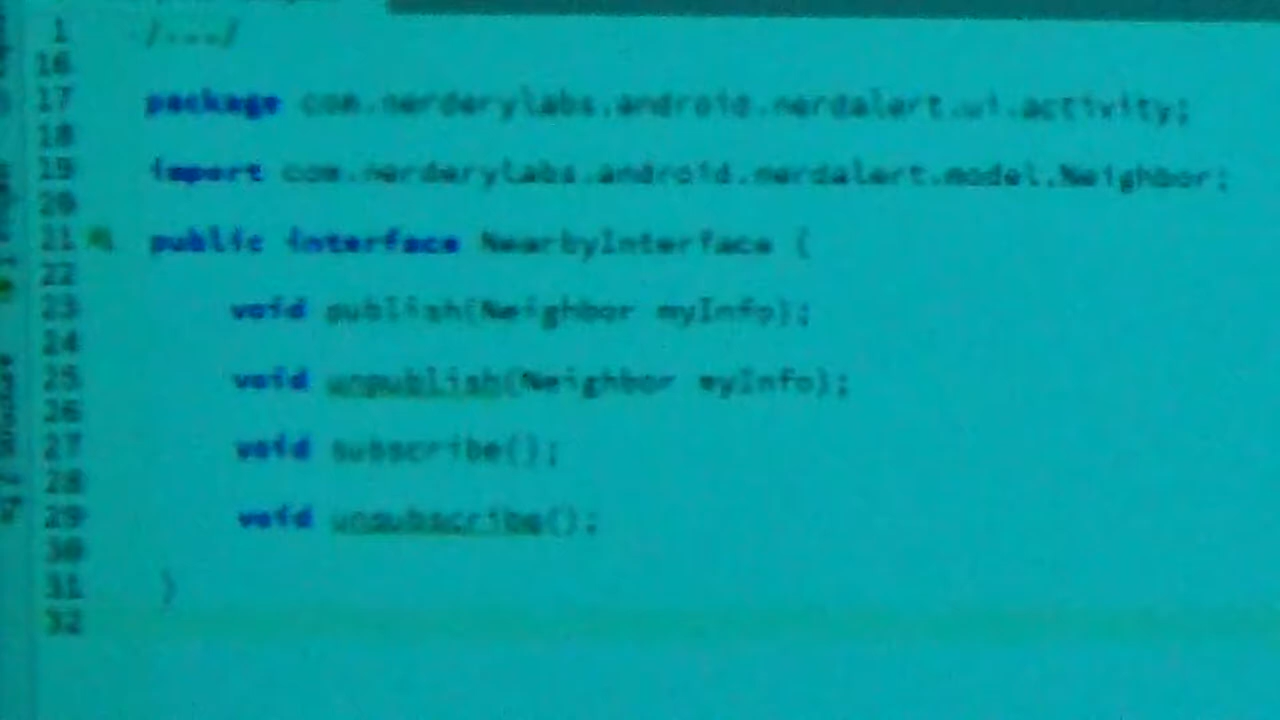 1 /.../
16
17 package com.nerderylabs.android.nerdalert.ui.activity;
18
19 import com.nerderylabs.android.nerdalert.model.Neighbor;
20
21 public interface NearbyInterface {
22
23 void publish(Neighbor myInfo);
24
25 void unpublish(Neighbor myInfo);
26
27 void subscribe();
28
29 void unsubscribe();
30
31 }
32